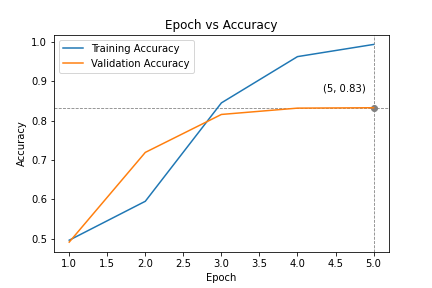 Epoch vs Accuracy
Training Accuracy
Validation Accuracy
(5, 0.83)
Accuracy
1.0
0.9
0.8
0.7
0.6
0.5
1.0 1.5 2.0 2.5 3.0 3.5 4.0 4.5 5.0
Epoch